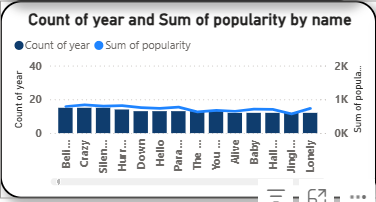 Count of year and Sum of popularity by name
Count of year Sum of popularity
40
20
0
Count of year
2K
1K
0K
Sum of popula...
Beli...
Crazy
Silen...
Hurr...
Down
Hello
Para...
The ...
You ...
Alive
Baby
Hall...
Jingl...
Lonely